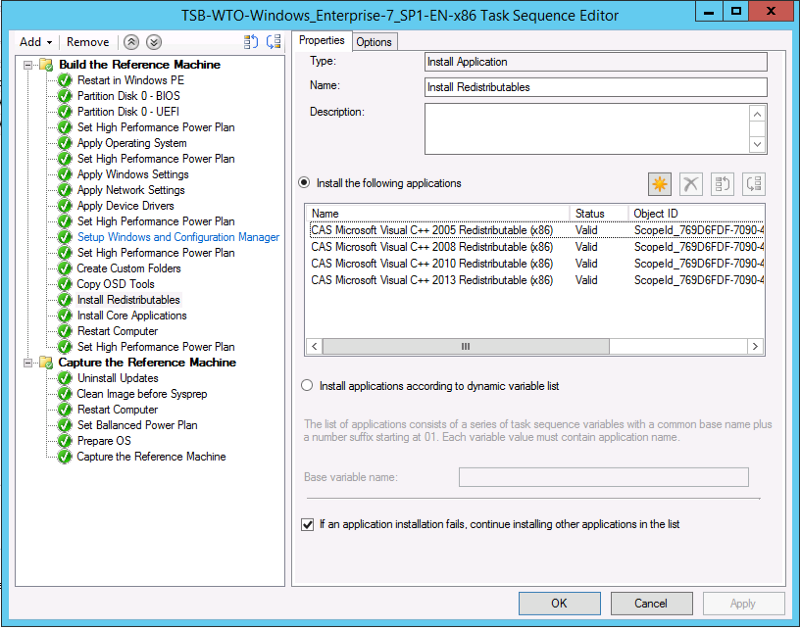 TSB-WTO-Windows_Enterprise-7_SP1-EN-x86 Task Sequence Editor
Add
Remove
Build the Reference Machine
Restart in Windows PE
Partition Disk 0 - BIOS
Partition Disk 0 - UEFI
Set High Performance Power Plan
Apply Operating System
Set High Performance Power Plan
Apply Windows Settings
Apply Network Settings
Apply Device Drivers
Set High Performance Power Plan
Setup Windows and Configuration Manager
Set High Performance Power Plan
Create Custom Folders
Copy OSD Tools
Install Redistributables
Install Core Applications
Restart Computer
Set High Performance Power Plan
Capture the Reference Machine
Uninstall Updates
Clean Image before Sysprep
Restart Computer
Set Ballanced Power Plan
Prepare OS
Capture the Reference Machine
Properties
Options
Type: Install Application
Name: Install Redistributables
Description:
Install the following applications
Name Status Object ID
CAS Microsoft Visual C++ 2005 Redistributable (x86) Valid ScopeId_769D6FDF-7090-4
CAS Microsoft Visual C++ 2008 Redistributable (x86) Valid ScopeId_769D6FDF-7090-4
CAS Microsoft Visual C++ 2010 Redistributable (x86) Valid ScopeId_769D6FDF-7090-4
CAS Microsoft Visual C++ 2013 Redistributable (x86) Valid ScopeId_769D6FDF-7090-4
Install applications according to dynamic variable list
The list of applications consists of a series of task sequence variables with a common base name plus
a number suffix starting at 01. Each variable value must contain application name.
Base variable name:
If an application installation fails, continue installing other applications in the list
OK
Cancel
Apply